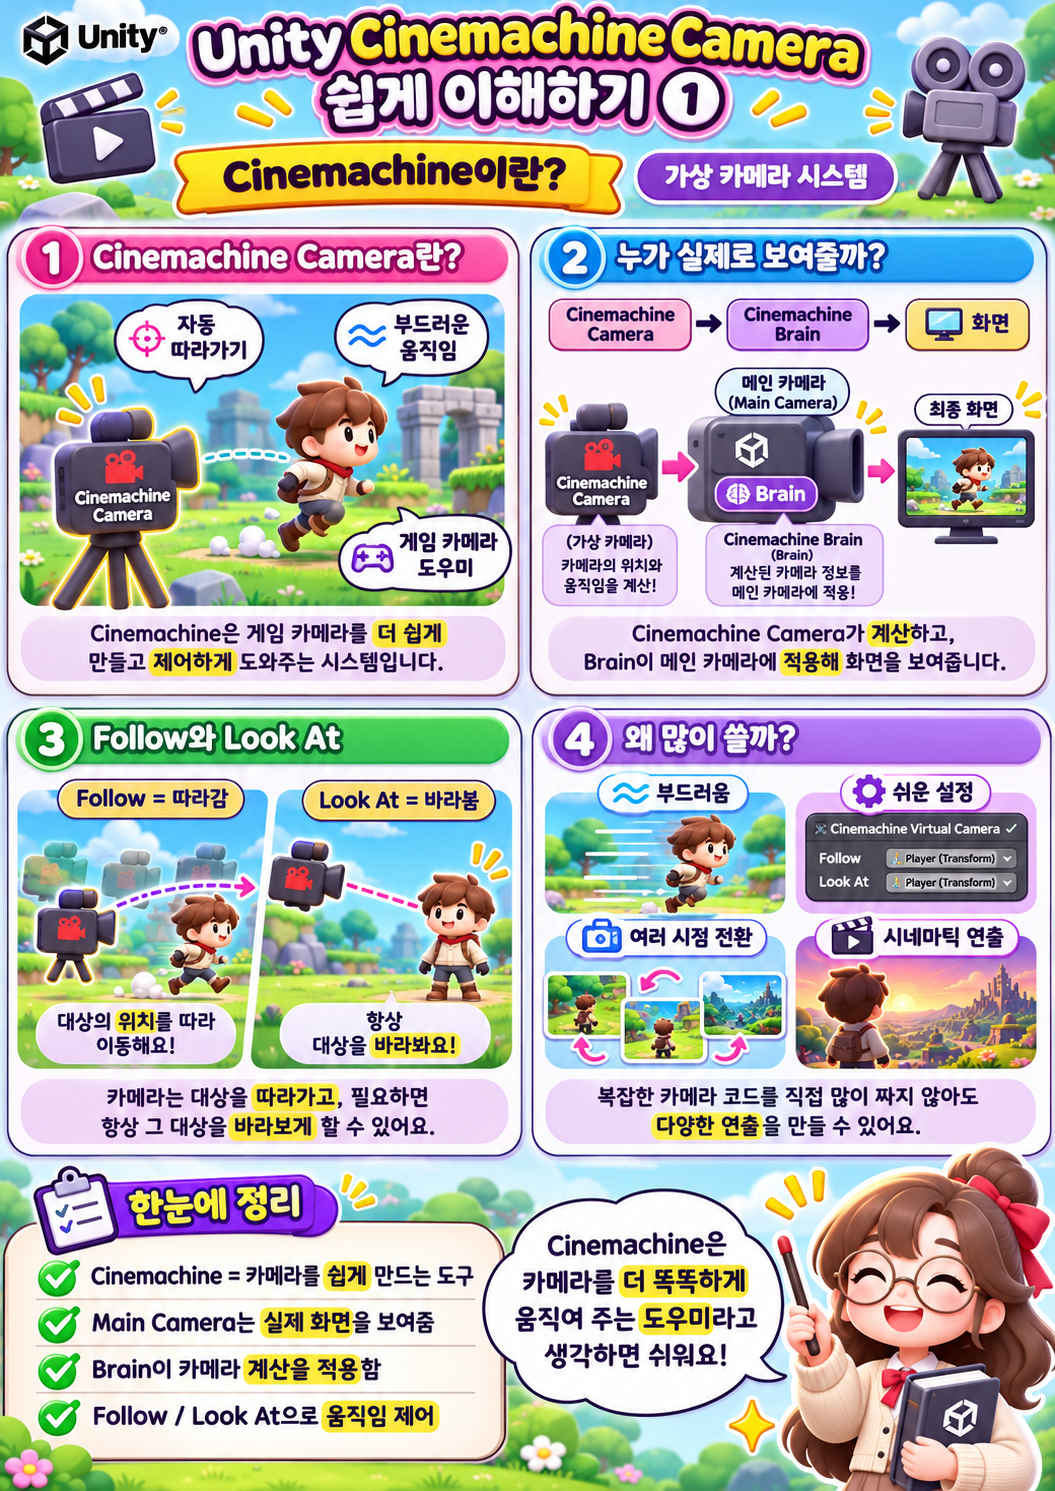 Unity®
Unity Cinemachine Camera
쉽게 이해하기 1
Cinemachine이란?
가상 카메라 시스템
1 Cinemachine Camera란?
자동
따라가기
부드러운
움직임
Cinemachine
Camera
게임 카메라
도우미
Cinemachine은 게임 카메라를 더 쉽게
만들고 제어하게 도와주는 시스템입니다.
2 누가 실제로 보여줄까?
Cinemachine
Camera
Cinemachine
Brain
화면
메인 카메라
(Main Camera)
최종 화면
Cinemachine
Camera
Brain
(가상 카메라)
카메라의 위치와
움직임을 계산!
Cinemachine Brain
(Brain)
계산된 카메라 정보를
메인 카메라에 적용!
Cinemachine Camera가 계산하고,
Brain이 메인 카메라에 적용해 화면을 보여줍니다.
3 Follow와 Look At
Follow = 따라감
Look At = 바라봄
대상의 위치를 따라
이동해요!
항상
대상을 바라봐요!
카메라는 대상을 따라가고, 필요하면
항상 그 대상을 바라보게 할 수 있어요.
4 왜 많이 쓸까?
부드러움
쉬운 설정
Cinemachine Virtual Camera
Follow Player (Transform)
Look At Player (Transform)
여러 시점 전환
시네마틱 연출
복잡한 카메라 코드를 직접 많이 짜지 않아도
다양한 연출을 만들 수 있어요.
한눈에 정리
Cinemachine = 카메라를 쉽게 만드는 도구
Main Camera는 실제 화면을 보여줌
Brain이 카메라 계산을 적용함
Follow / Look At으로 움직임 제어
Cinemachine은
카메라를 더 똑똑하게
움직여 주는 도우미라고
생각하면 쉬워요!